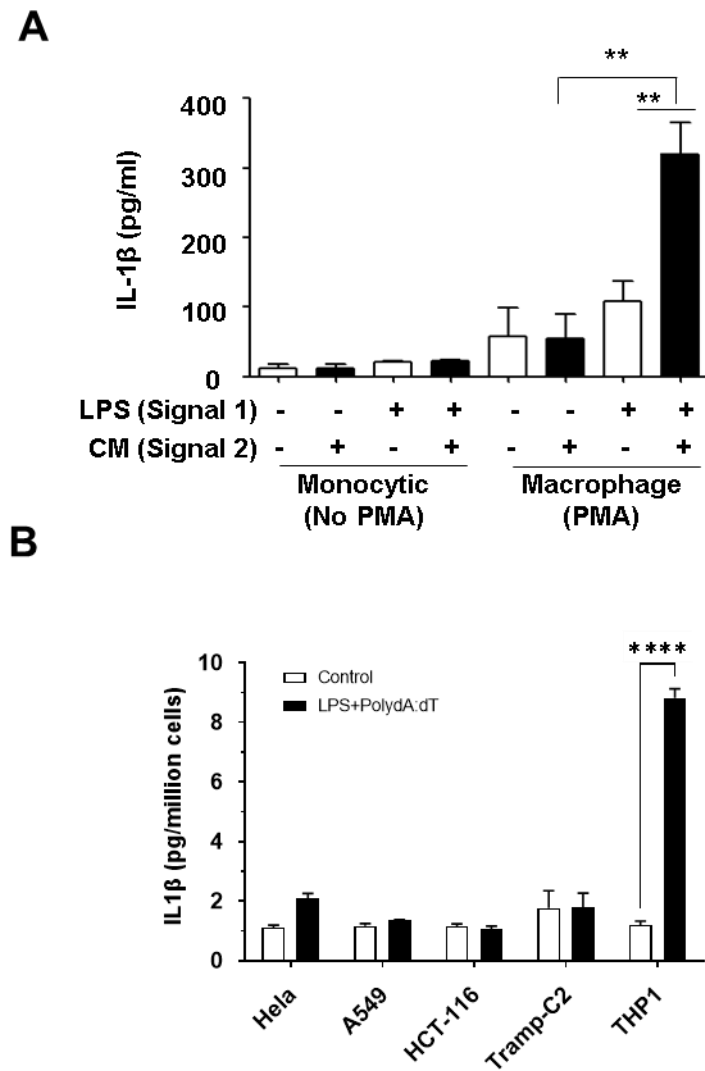 A
**
**
400
300
200
100
0
IL-1β (pg/ml)
LPS (Signal 1) - - + + - - + +
CM (Signal 2) - + - + - + - +
Monocytic Macrophage
(No PMA) (PMA)
B
****
10
8
6
4
2
0
IL1β (pg/million cells)
Control
LPS+PolydA:dT
Hela
A549
HCT-116
Tramp-C2
THP1